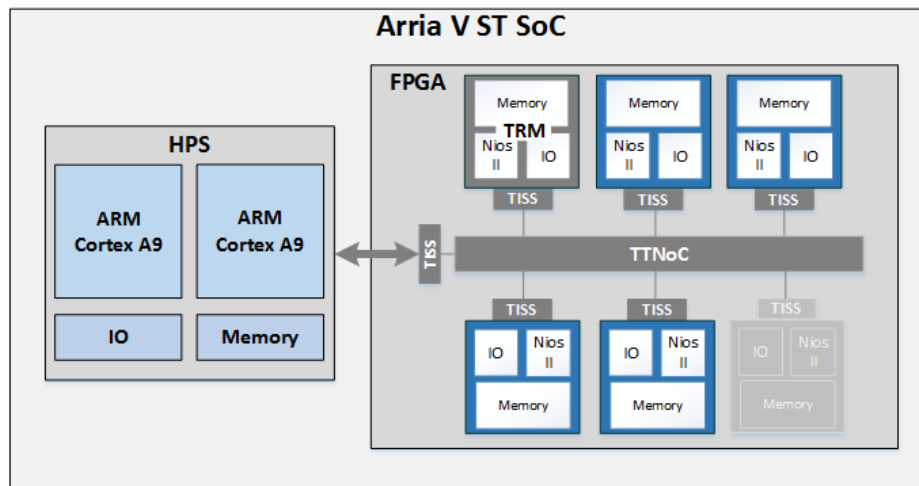 Arria V ST SoC
FPGA
HPS
ARM
Cortex A9
ARM
Cortex A9
IO
Memory
Memory
TRM
Nios
II
IO
TISS
Memory
Nios
II
IO
TISS
Memory
Nios
II
IO
TISS
TISS
TTNoC
TISS
IO
Nios
II
Memory
TISS
IO
Nios
II
Memory
TISS
IO
Nios
II
Memory